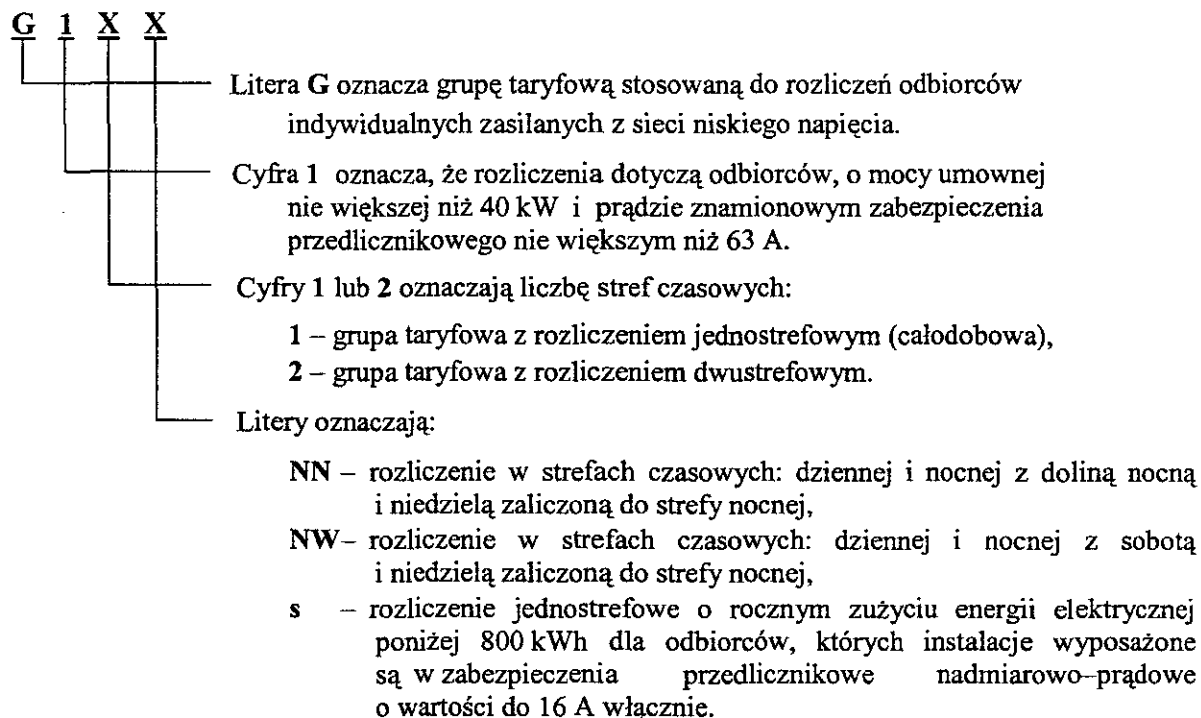 G 1 X X
Litera G oznacza grupę taryfową stosowaną do rozliczeń odbiorców
indywidualnych zasilanych z sieci niskiego napięcia.
Cyfra 1 oznacza, że rozliczenia dotyczą odbiorców, o mocy umownej
nie większej niż 40 kW i prądzie znamionowym zabezpieczenia
przedlicznikowego nie większym niż 63 A.
Cyfry 1 lub 2 oznaczają liczbę stref czasowych:
1 – grupa taryfowa z rozliczeniem jednostrefowym (całodobowa),
2 – grupa taryfowa z rozliczeniem dwustrefowym.
Litery oznaczają:
NN – rozliczenie w strefach czasowych: dziennej i nocnej z doliną nocną
i niedzielą zaliczoną do strefy nocnej,
NW– rozliczenie w strefach czasowych: dziennej i nocnej z sobotą
i niedzielą zaliczoną do strefy nocnej,
s – rozliczenie jednostrefowe o rocznym zużyciu energii elektrycznej
poniżej 800 kWh dla odbiorców, których instalacje wyposażone
są w zabezpieczenia przedlicznikowe nadmiarowo–prądowe
o wartości do 16 A włącznie.